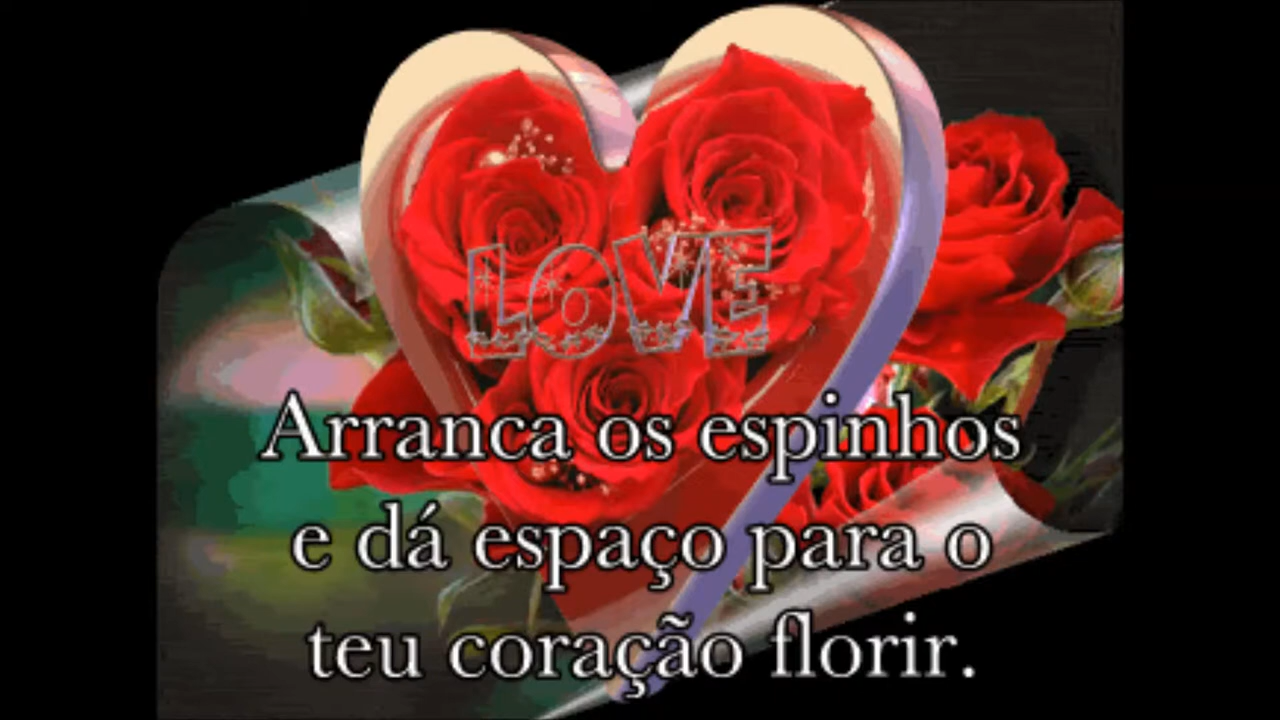 LOVE
Arranca os espinhos
e dá espaço para o
teu coração florir.